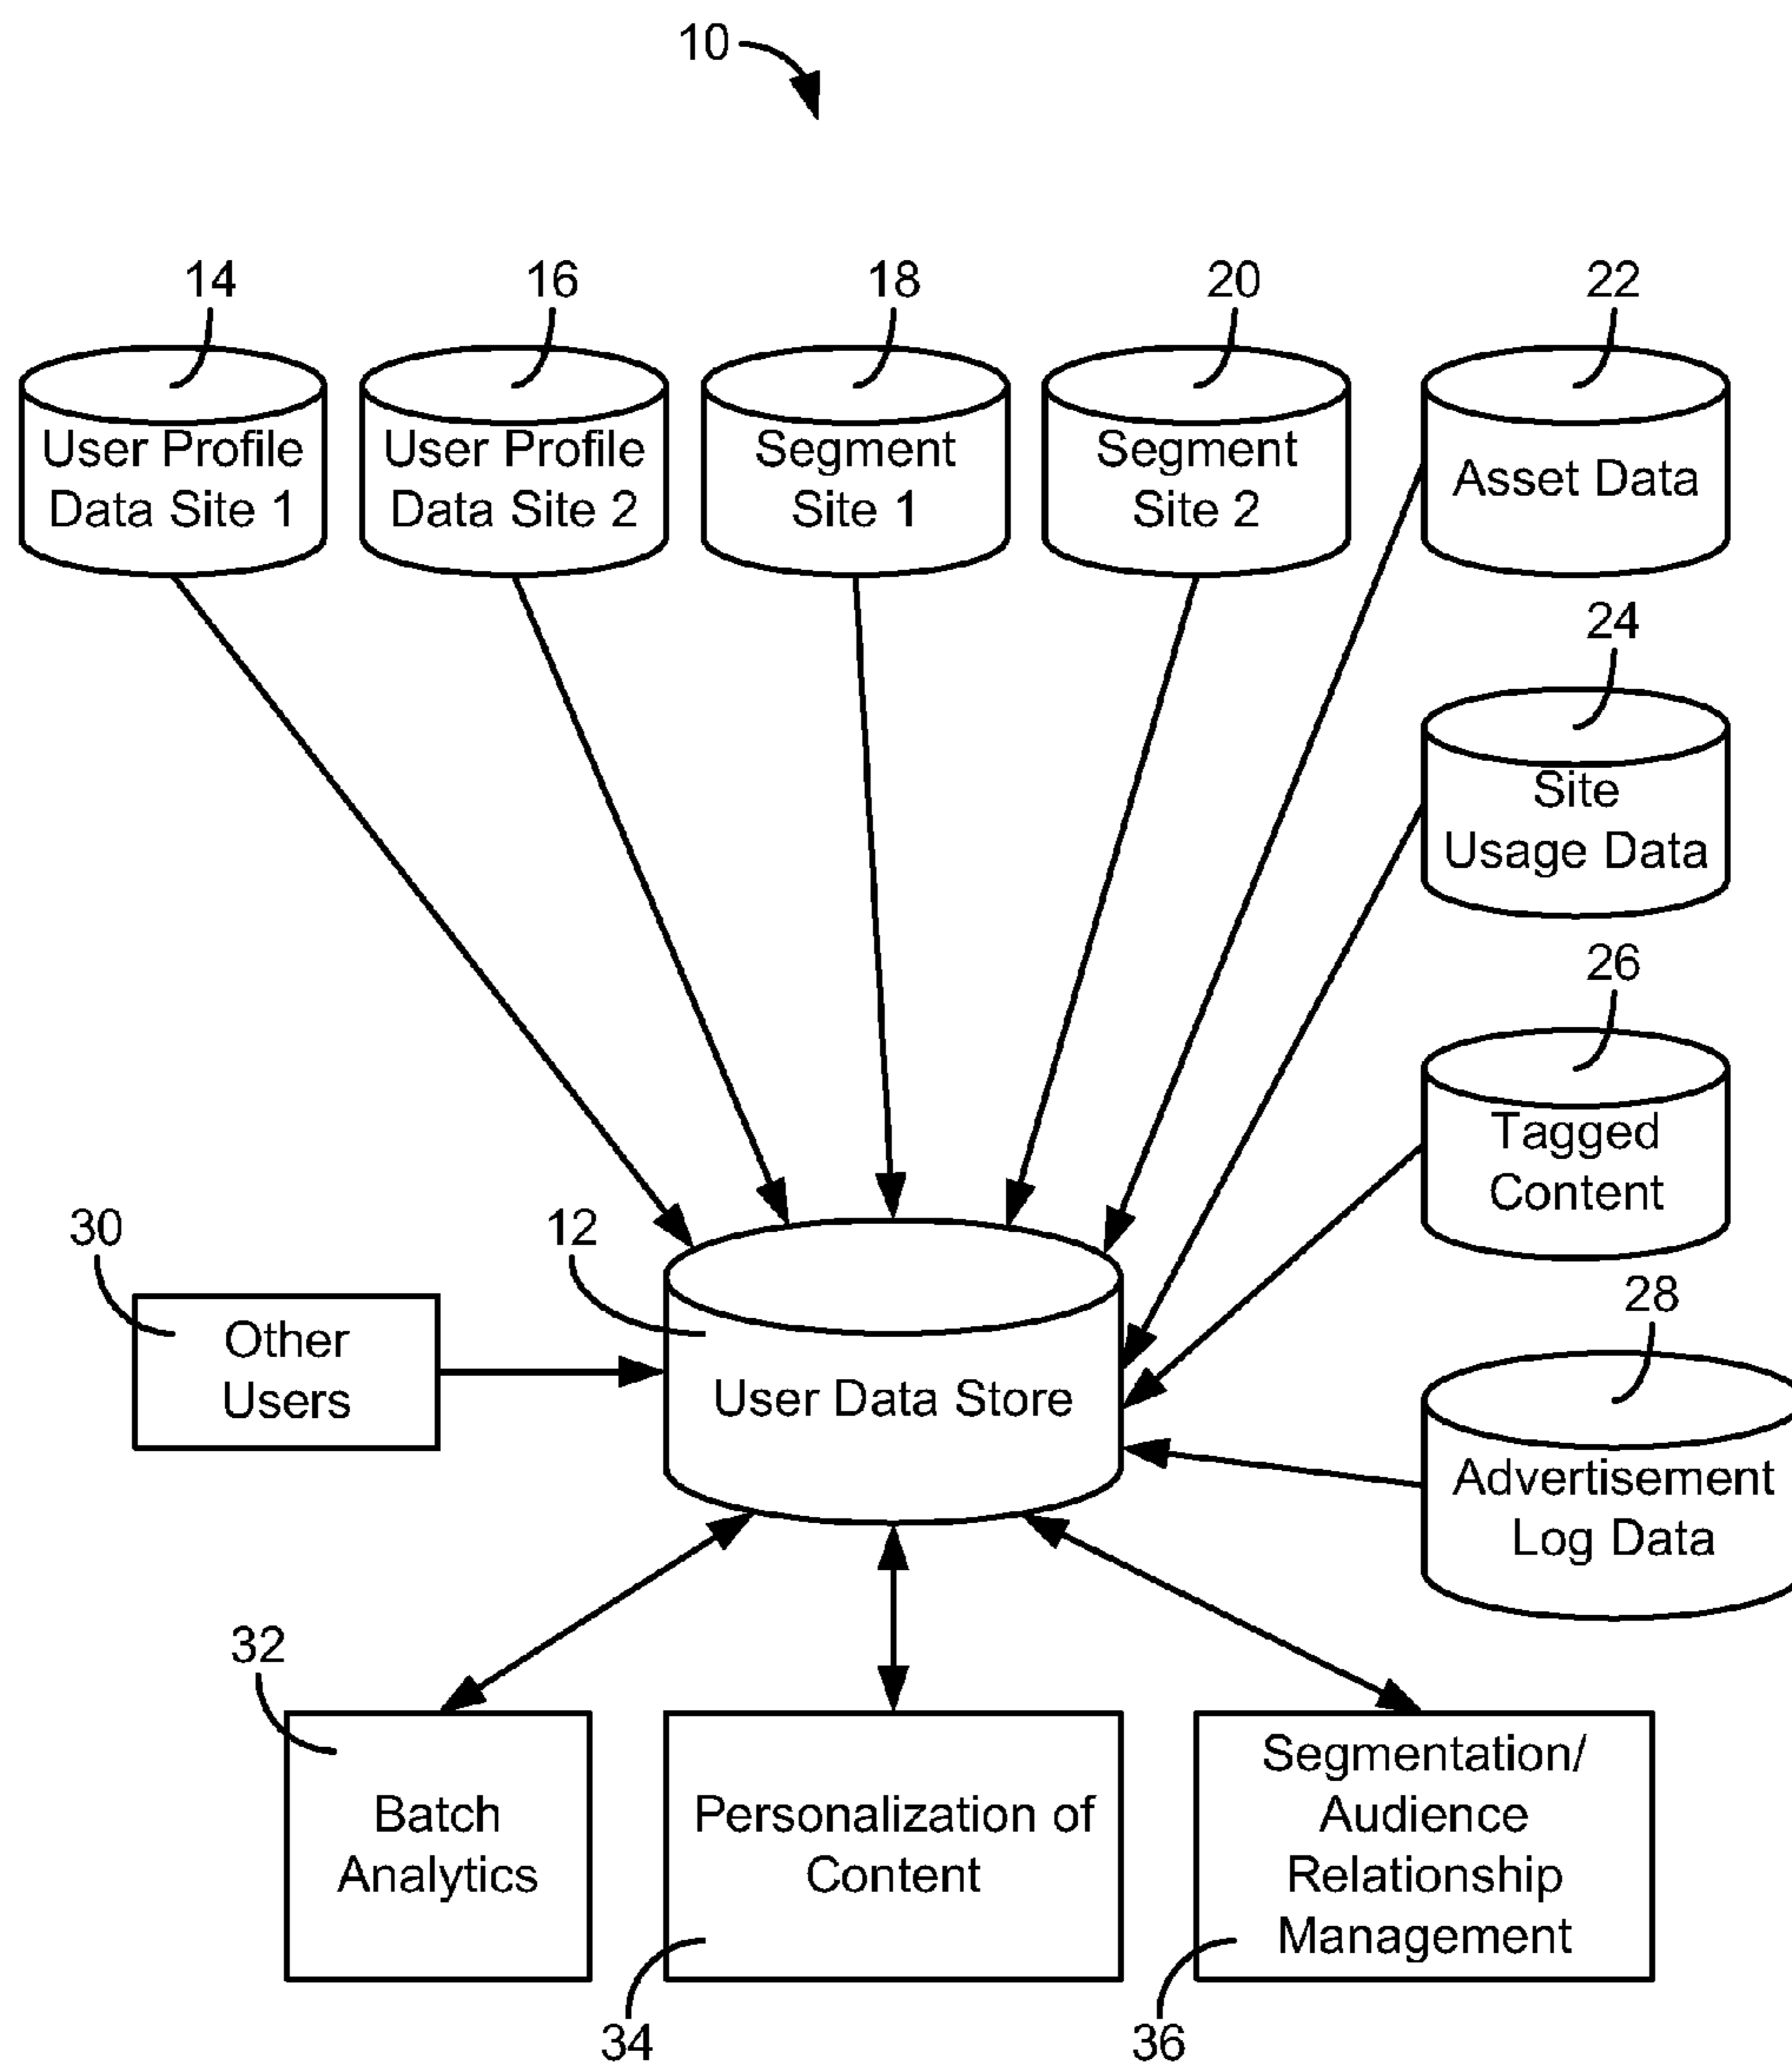 10
14
16
18
20
22
User Profile
Data Site 1
User Profile
Data Site 2
Segment
Site 1
Segment
Site 2
Asset Data
24
Site
Usage Data
26
Tagged
Content
30
12
28
Other
Users
User Data Store
Advertisement
Log Data
32
Batch
Analytics
Personalization of
Content
Segmentation/
Audience
Relationship
Management
34
36